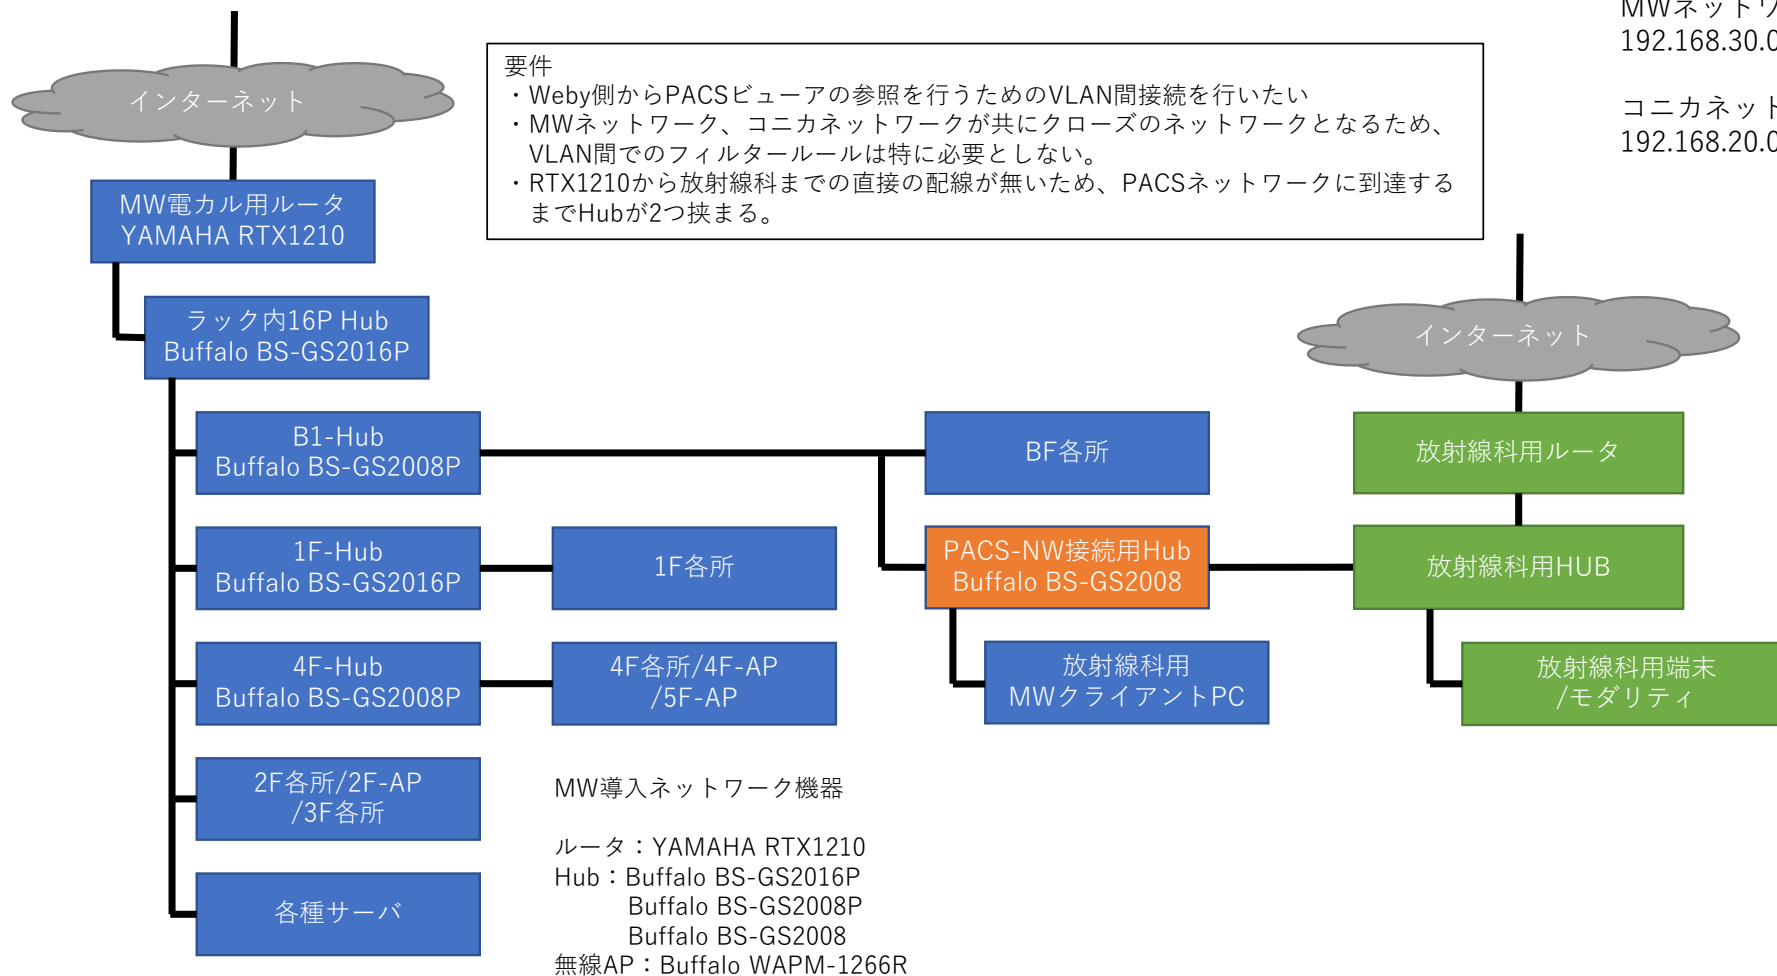 MWネットワ
192.168.30.0
コニカネット
192.168.20.0
要件
・Weby側からPACSビューアの参照を行うためのVLAN間接続を行いたい
・MWネットワーク、コニカネットワークが共にクローズのネットワークとなるため、
VLAN間でのフィルタールールは特に必要としない。
・RTX1210から放射線科までの直接の配線が無いため、PACSネットワークに到達する
までHubが2つ挟まる。
インターネット
MW電カル用ルータ
YAMAHA RTX1210
ラック内16P Hub
Buffalo BS-GS2016P
インターネット
B1-Hub
Buffalo BS-GS2008P
BF各所
放射線科用ルータ
1F-Hub
Buffalo BS-GS2016P
1F各所
PACS-NW接続用Hub
Buffalo BS-GS2008
放射線科用HUB
4F-Hub
Buffalo BS-GS2008P
4F各所/4F-AP
/5F-AP
放射線科用
MWクライアントPC
放射線科用端末
/モダリティ
2F各所/2F-AP
/3F各所
各種サーバ
MW導入ネットワーク機器
ルータ：YAMAHA RTX1210
Hub：Buffalo BS-GS2016P
Buffalo BS-GS2008P
Buffalo BS-GS2008
無線AP：Buffalo WAPM-1266R